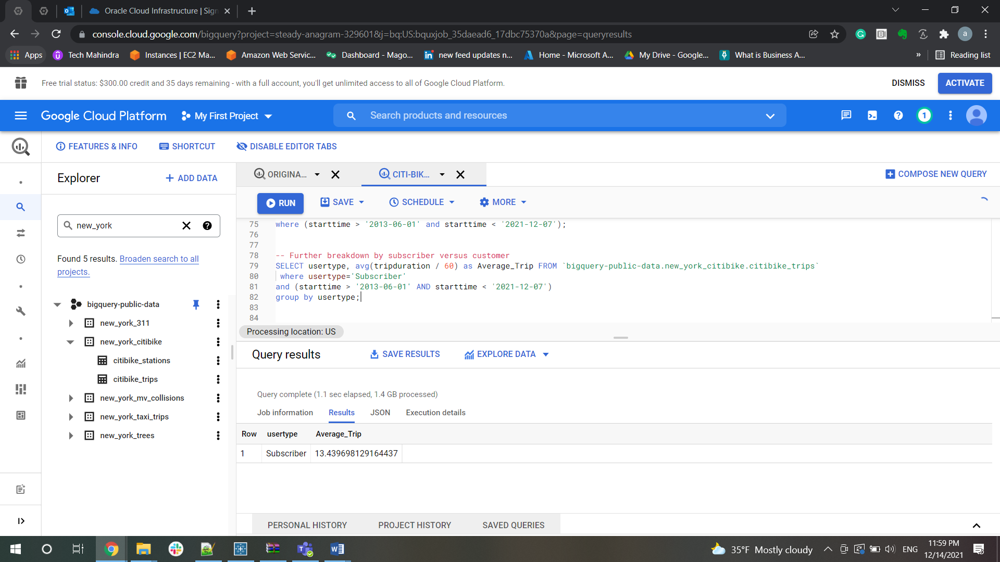 Oracle Cloud Infrastructure | Sign
console.cloud.google.com/bigquery?project=steady-anagram-329601&j=bq:US:bquxjob_35daead6_17dbc75370a&page=queryresults
a
Apps
Tech Mahindra
Instances | EC2 Ma...
Amazon Web Servic...
Dashboard - Mago...
new feed updates n...
Home - Microsoft A...
My Drive - Google...
What is Business A...
»
Reading list
Free trial status: $300.00 credit and 35 days remaining - with a full account, you'll get unlimited access to all of Google Cloud Platform.
DISMISS
ACTIVATE
Google Cloud Platform
My First Project
Search products and resources
1
FEATURES & INFO
SHORTCUT
DISABLE EDITOR TABS
Explorer
+ ADD DATA
ORIGINA...
CITI-BIK...
COMPOSE NEW QUERY
RUN
SAVE
SCHEDULE
MORE
new_york
Found 5 results. Broaden search to all
projects.
bigquery-public-data
new_york_311
new_york_citibike
citibike_stations
citibike_trips
new_york_mv_collisions
new_york_taxi_trips
new_york_trees
75 where (starttime > '2013-06-01' and starttime < '2021-12-07');
76
77
78 -- Further breakdown by subscriber versus customer
79 SELECT usertype, avg(tripduration / 60) as Average_Trip FROM `bigquery-public-data.new_york_citibike.citibike_trips`
80 where usertype='Subscriber'
81 and (starttime > '2013-06-01' AND starttime < '2021-12-07')
82 group by usertype;
83
84
Processing location: US
Query results
SAVE RESULTS
EXPLORE DATA
Query complete (1.1 sec elapsed, 1.4 GB processed)
Job information
Results
JSON
Execution details
Row usertype Average_Trip
1 Subscriber 13.439698129164437
PERSONAL HISTORY
PROJECT HISTORY
SAVED QUERIES
35°F Mostly cloudy
ENG
11:59 PM
12/14/2021